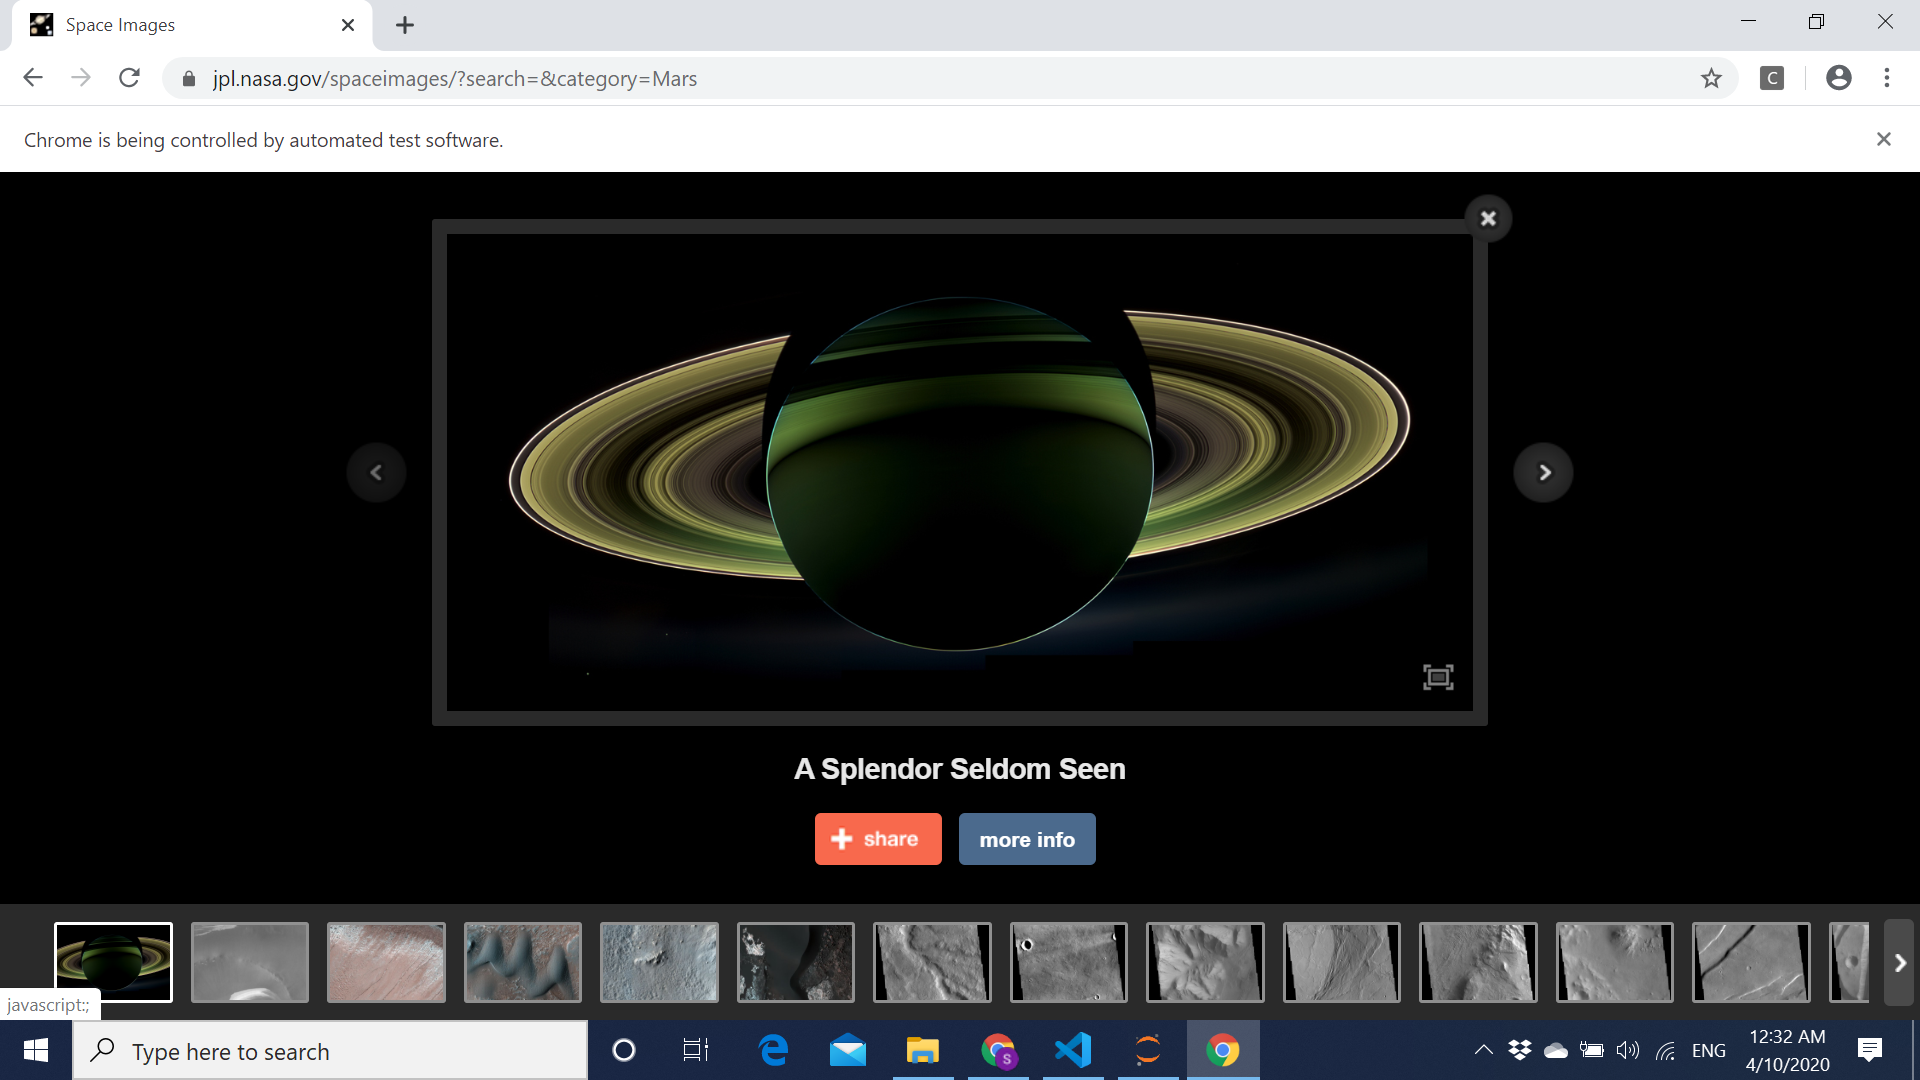 Space Images
jpl.nasa.gov/spaceimages/?search=&category=Mars
C
Chrome is being controlled by automated test software.
A Splendor Seldom Seen
share
more info
javascript:;
Type here to search
S
ENG
12:32 AM
4/10/2020